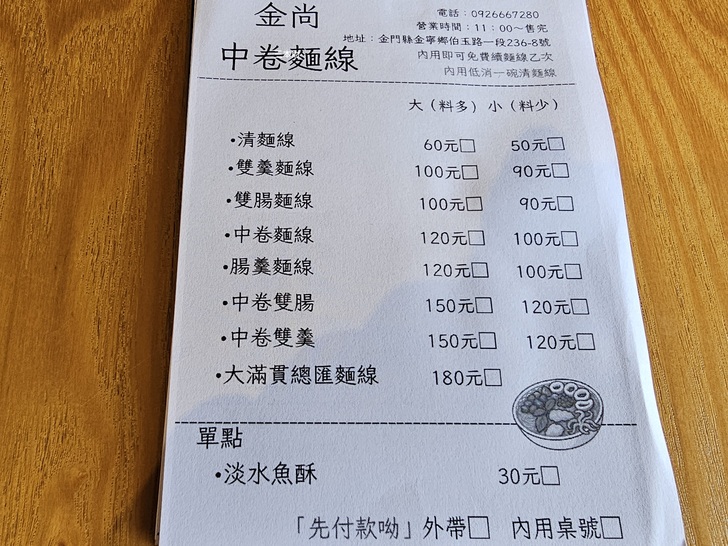 金尚
中卷麵線
電話：0926667280
營業時間：11：00～售完
地址：金門縣金寧鄉伯玉路一段236-8號
內用即可免費續麵線乙次
內用低消一碗清麵線
大（料多）小（料少）
•清麵線 60元□ 50元□
•雙羹麵線 100元□ 90元□
•雙腸麵線 100元□ 90元□
•中卷麵線 120元□ 100元□
•腸羹麵線 120元□ 100元□
•中卷雙腸 150元□ 120元□
•中卷雙羹 150元□ 120元□
•大滿貫總匯麵線 180元□
單點
•淡水魚酥 30元□
「先付款呦」外帶□ 內用桌號□